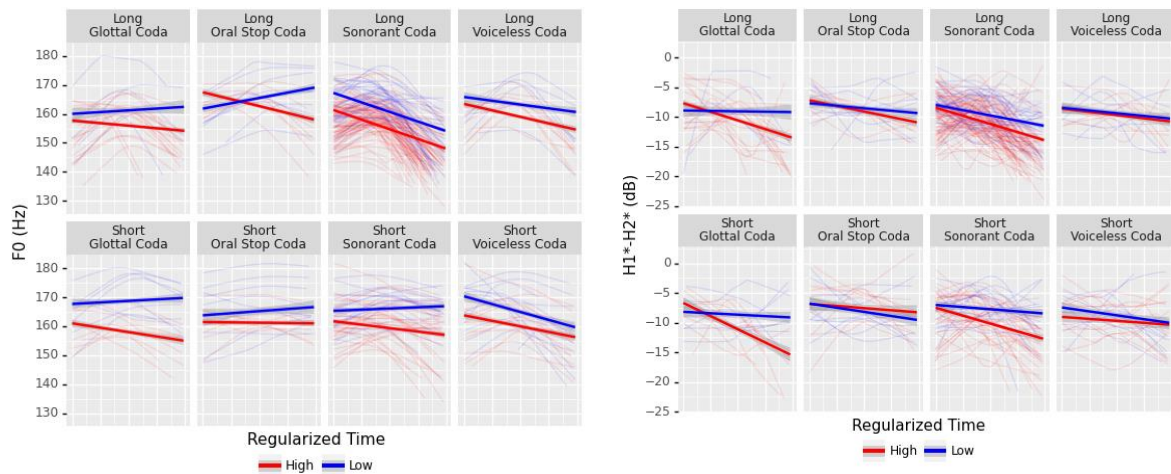 Long
Glottal Coda
Long
Oral Stop Coda
Long
Sonorant Coda
Long
Voiceless Coda
180
170
160
150
140
130
Short
Glottal Coda
Short
Oral Stop Coda
Short
Sonorant Coda
Short
Voiceless Coda
180
170
160
150
140
130
F0 (Hz)
Regularized Time
High Low
Long
Glottal Coda
Long
Oral Stop Coda
Long
Sonorant Coda
Long
Voiceless Coda
0
−5
−10
−15
−20
−25
Short
Glottal Coda
Short
Oral Stop Coda
Short
Sonorant Coda
Short
Voiceless Coda
0
−5
−10
−15
−20
−25
H1*-H2* (dB)
Regularized Time
High Low